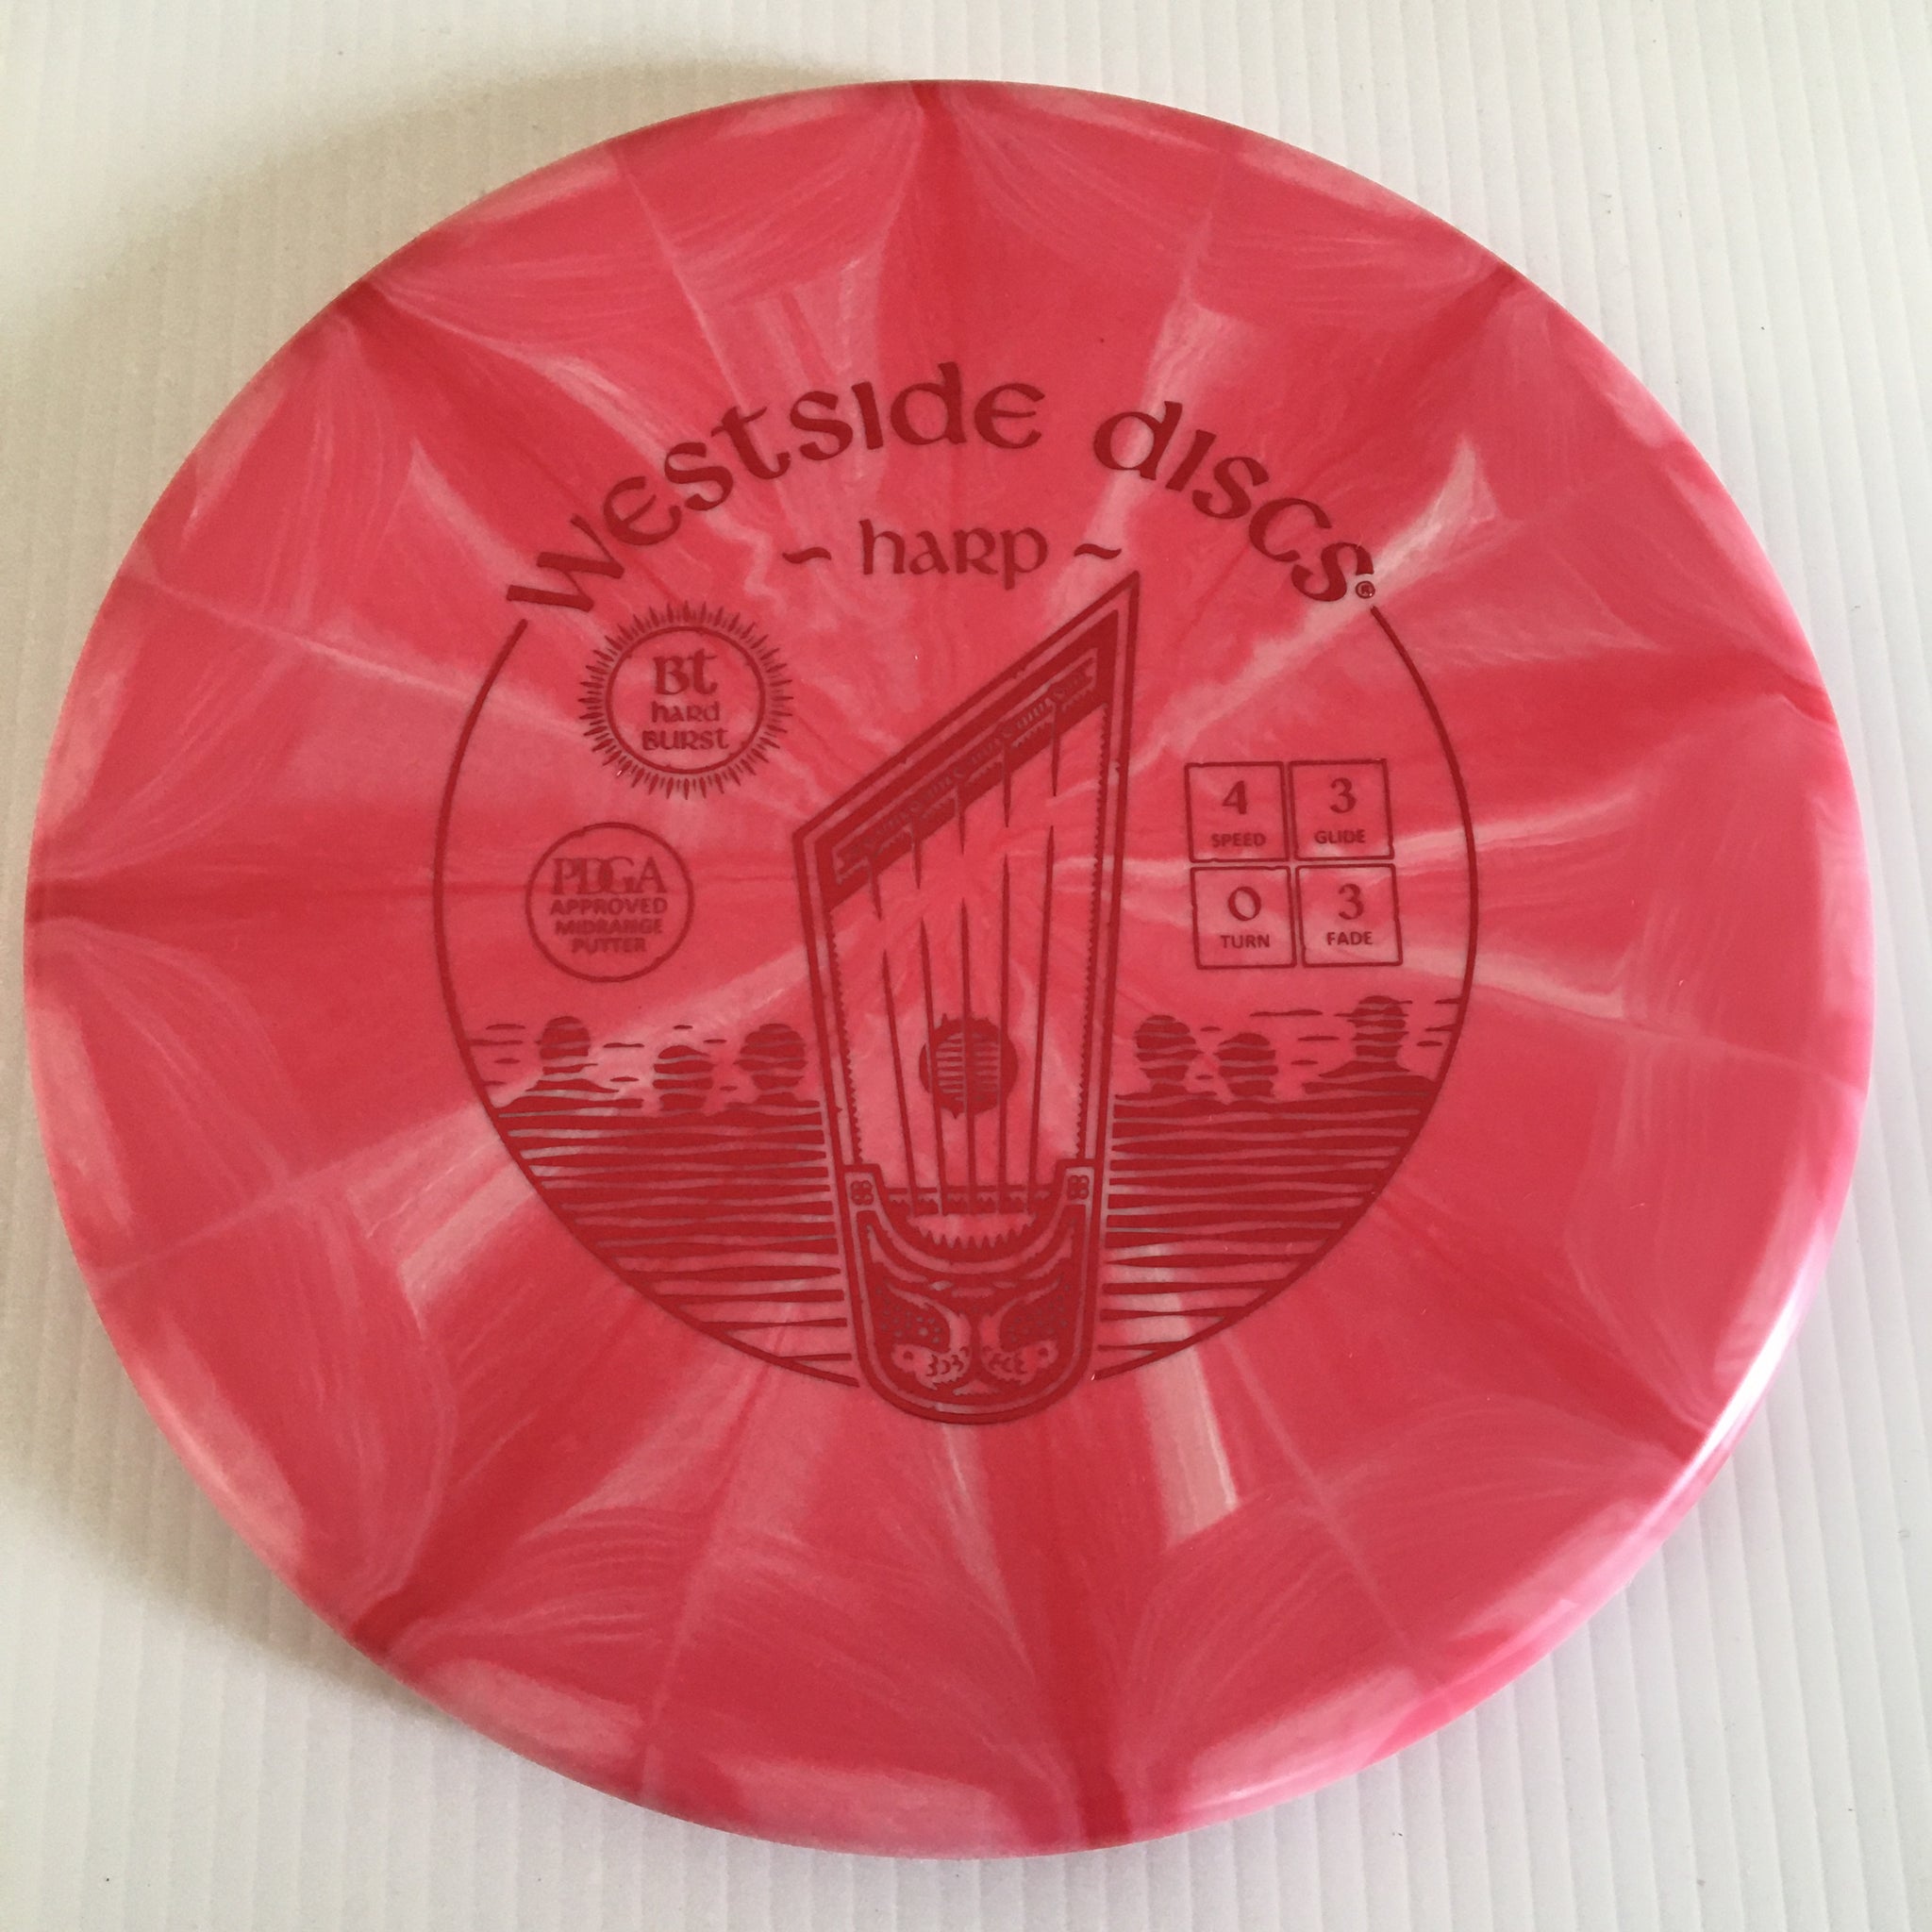 westside discs®
~ harp ~
Bt
hard
BURST
PDGA
APPROVED
MIDRANGE
PUTTER
4 3
SPEED GLIDE
0 3
TURN FADE